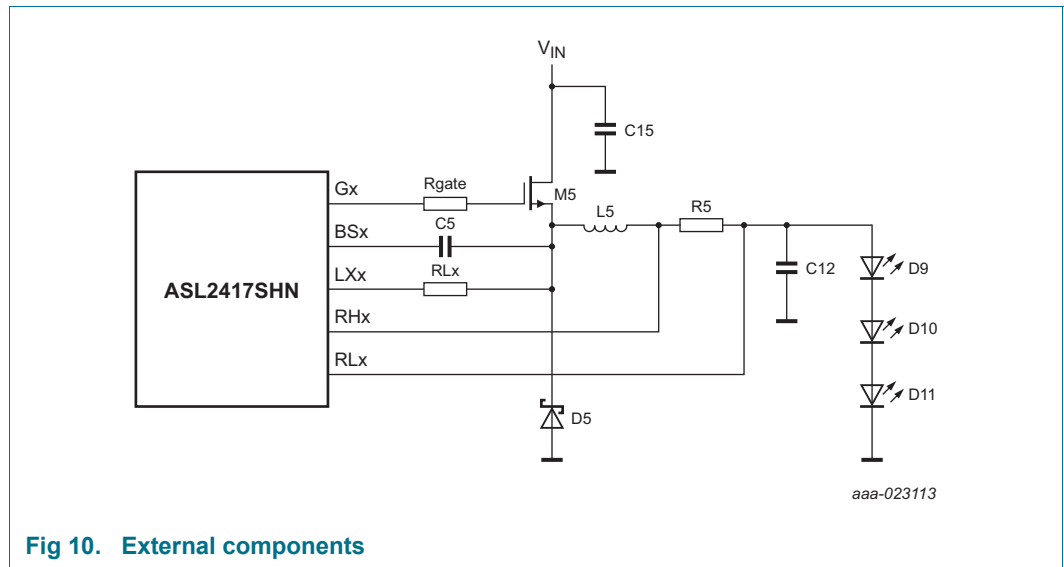 VIN
C15
Gx
Rgate
M5
BSx
C5
L5
R5
LXx
RLx
C12
D9
ASL2417SHN
RHx
D10
RLx
D11
D5
aaa-023113
Fig 10. External components